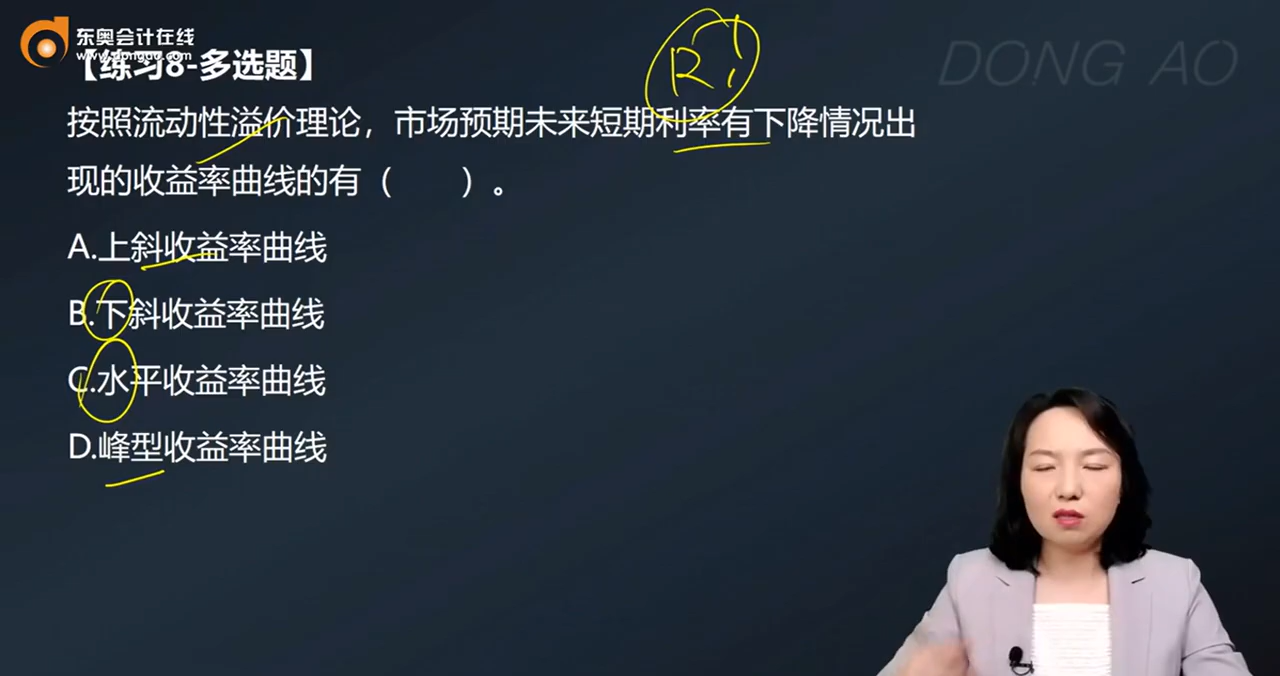 东奥会计在线
www.dongao.com
【练习8-多选题】
DONG AO
R
按照流动性溢价理论，市场预期未来短期利率有下降情况出
现的收益率曲线的有（　　）。
A.上斜收益率曲线
B.下斜收益率曲线
C.水平收益率曲线
D.峰型收益率曲线